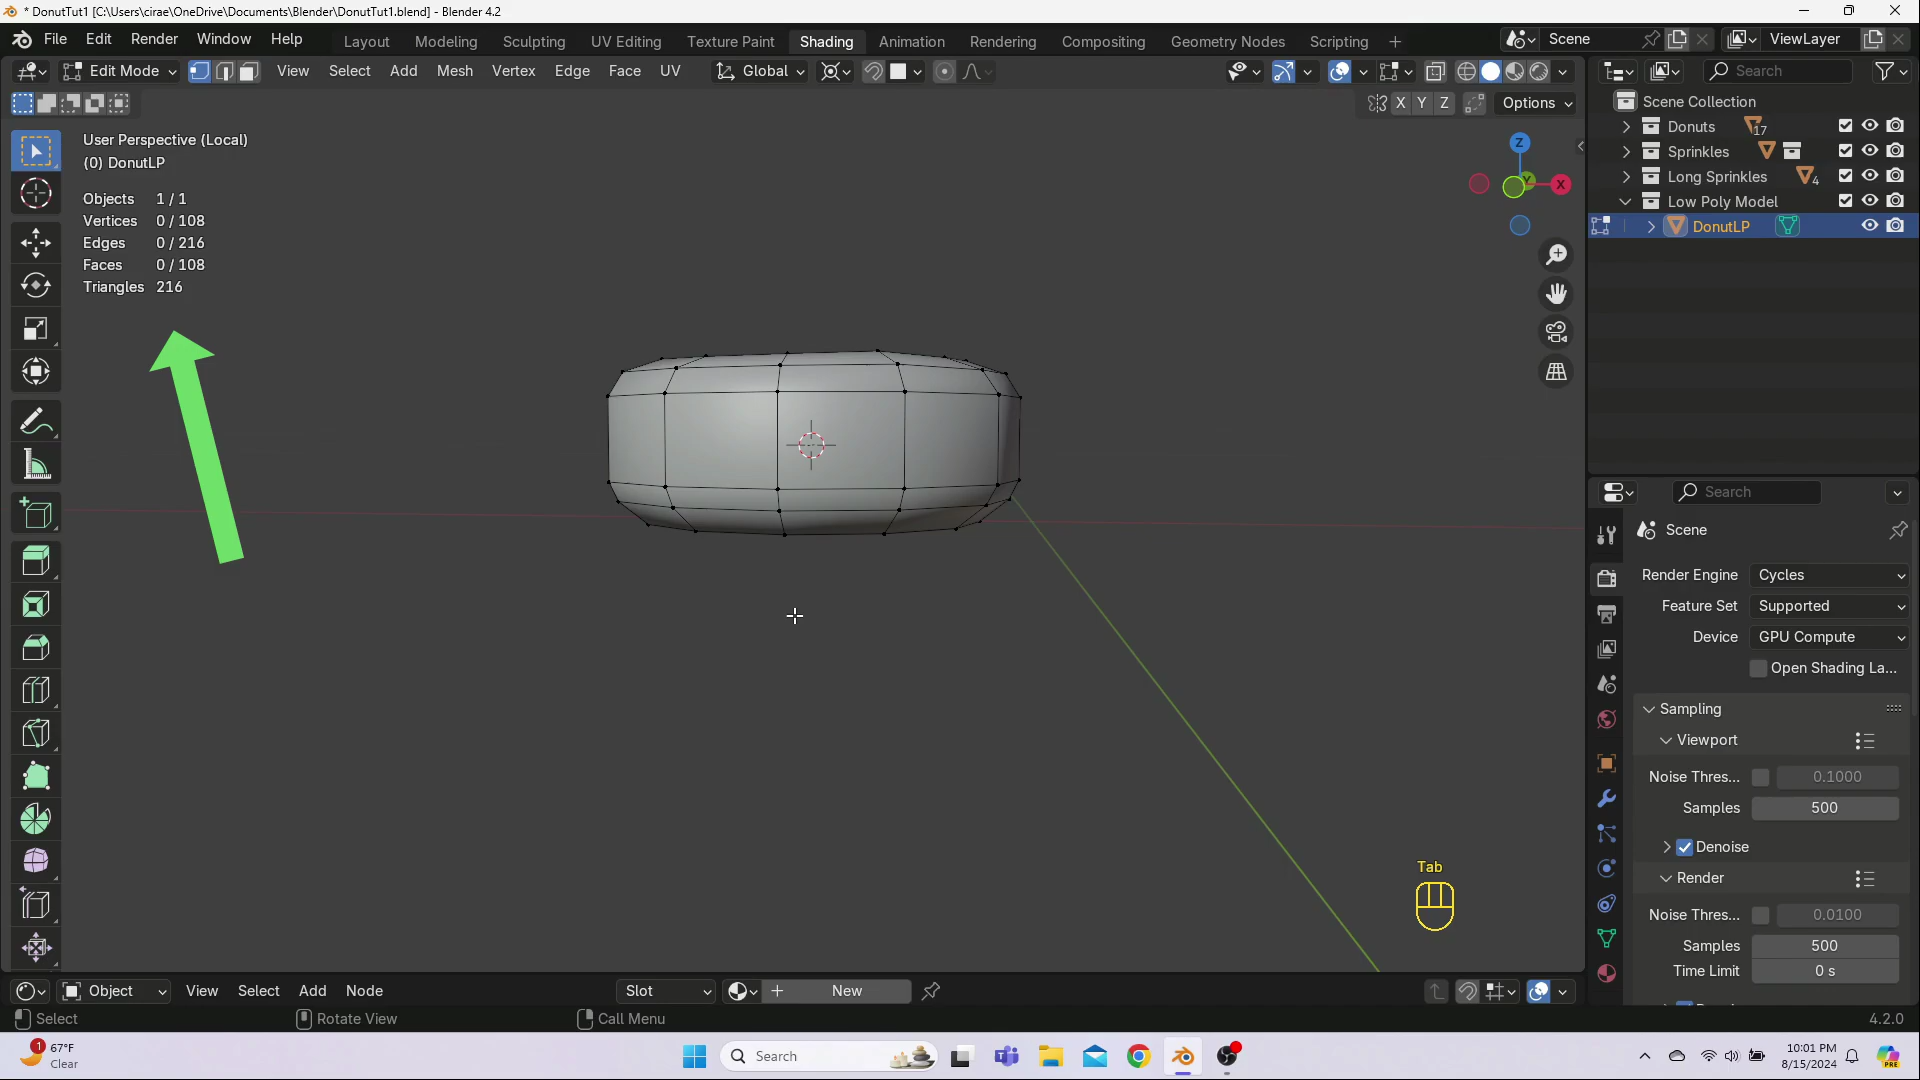 * DonutTut1 [C:\Users\cirae\OneDrive\Documents\Blender\DonutTut1.blend] - Blender 4.2
File Edit Render Window Help Layout Modeling Sculpting UV Editing Texture Paint Shading Animation Rendering Compositing Geometry Nodes Scripting + Scene ViewLayer
Edit Mode View Select Add Mesh Vertex Edge Face UV Global Search
X Y Z Options
Scene Collection
Donuts 17
Sprinkles
Long Sprinkles 4
Low Poly Model
DonutLP
User Perspective (Local)
(0) DonutLP
Objects 1 / 1
Vertices 0 / 108
Edges 0 / 216
Faces 0 / 108
Triangles 216
Z
Y
X
Search
Scene
Render Engine Cycles
Feature Set Supported
Device GPU Compute
Open Shading La...
Sampling
Viewport
Noise Thres... 0.1000
Samples 500
Denoise
Render
Noise Thres... 0.0100
Samples 500
Time Limit 0 s
Tab
Object View Select Add Node Slot New
Select Rotate View Call Menu 4.2.0
1 67°F
Clear
Search
10:01 PM
8/15/2024
PRE